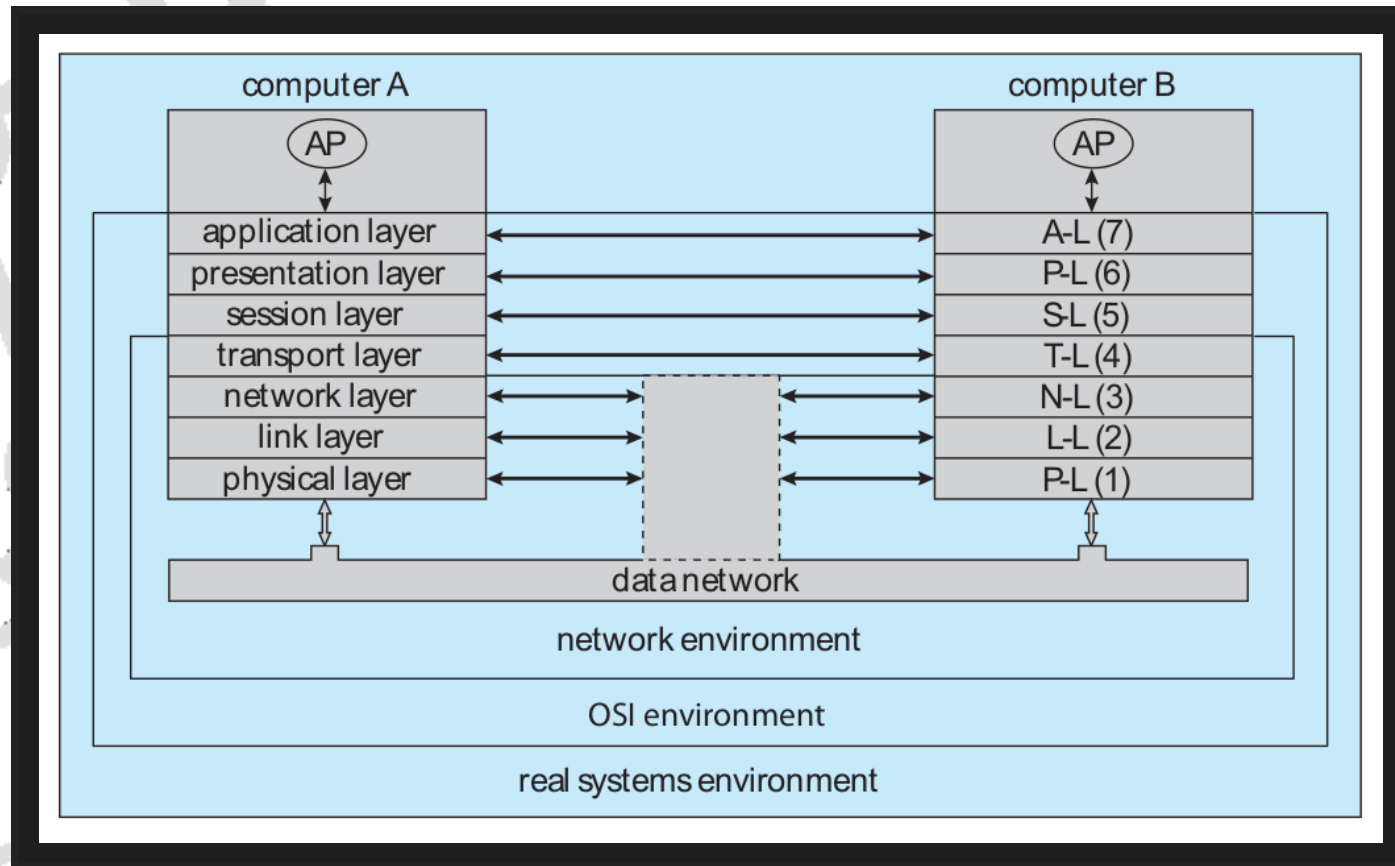 computer A
computer B
AP
AP
application layer
A-L (7)
presentation layer
P-L (6)
session layer
S-L (5)
transport layer
T-L (4)
network layer
N-L (3)
link layer
L-L (2)
physical layer
P-L (1)
data network
network environment
OSI environment
real systems environment